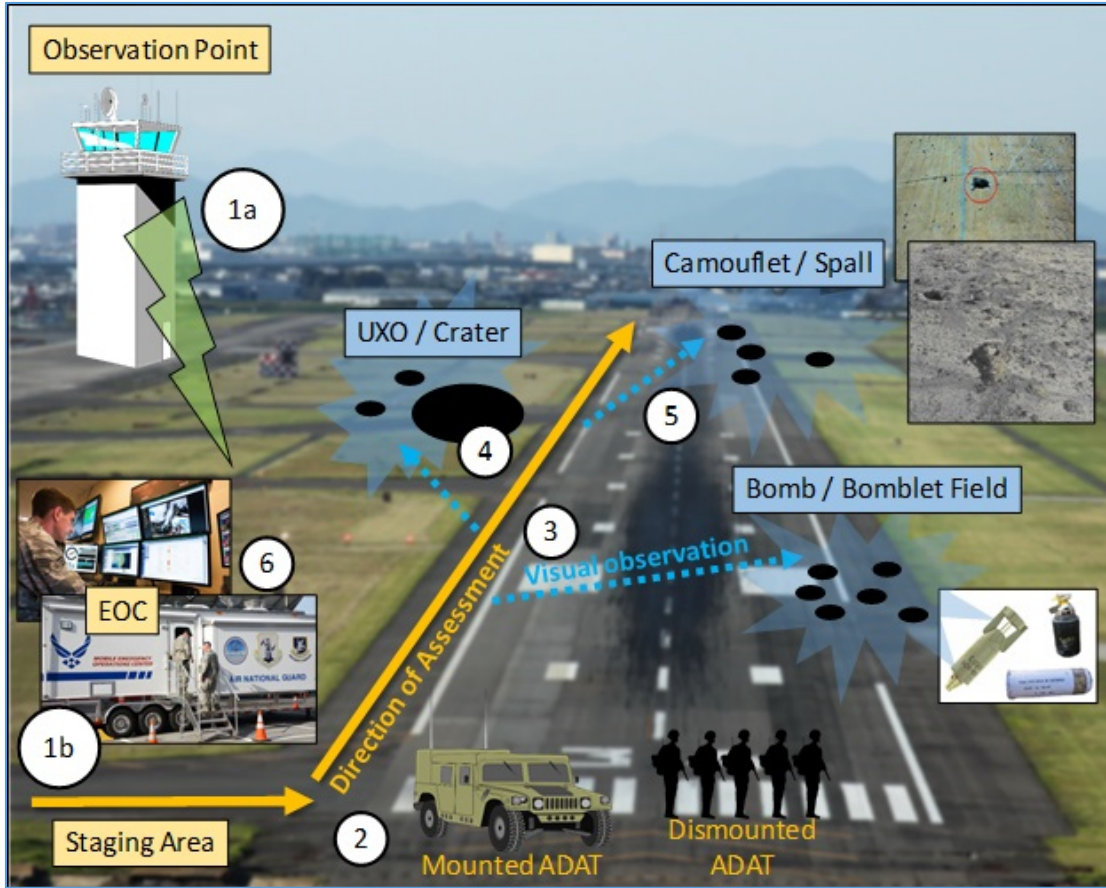 Observation Point
1a
Camouflet / Spall
UXO / Crater
5
4
Bomb / Bomblet Field
3
Visual observation
6
EOC
MOBILE EMERGENCY
OPERATIONS CENTER
AIR NATIONAL GUARD
Direction of Assessment
1b
2
Staging Area
Mounted ADAT
Dismounted
ADAT